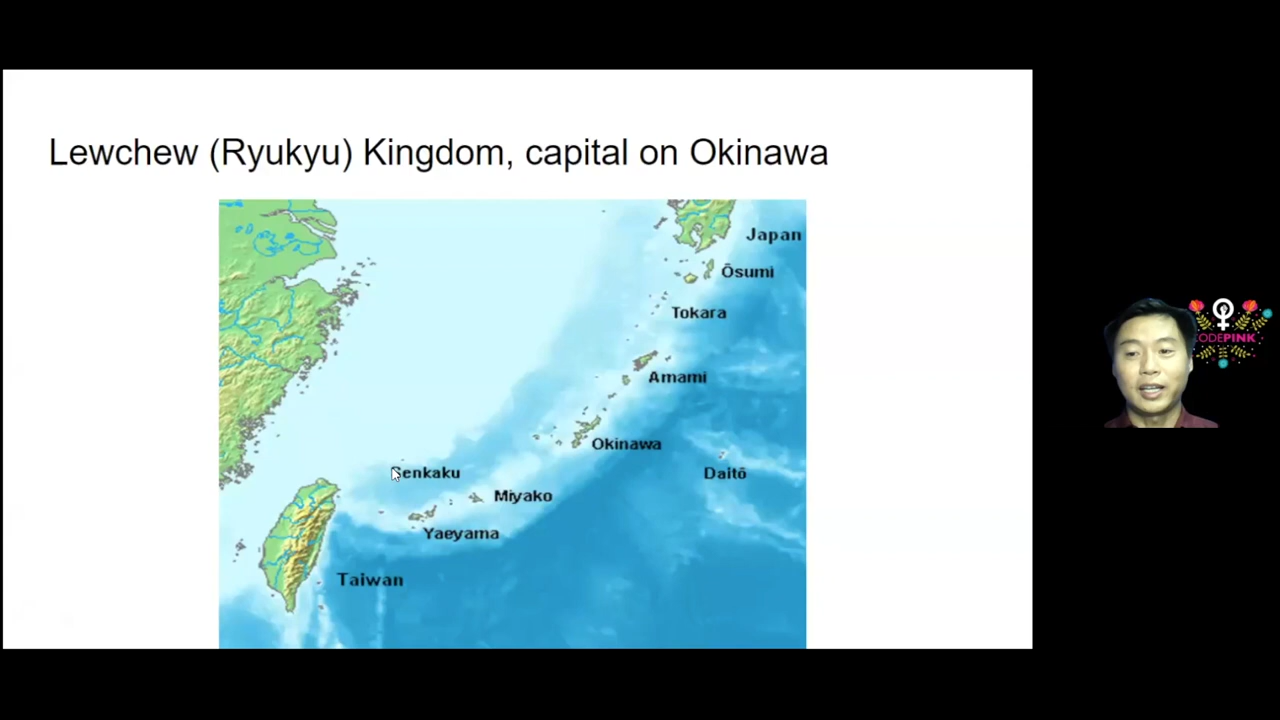 Lewchew (Ryukyu) Kingdom, capital on Okinawa
Japan
Ōsumi
Tokara
Amami
Okinawa
Senkaku
Daitō
Miyako
Yaeyama
Taiwan
CODEPINK